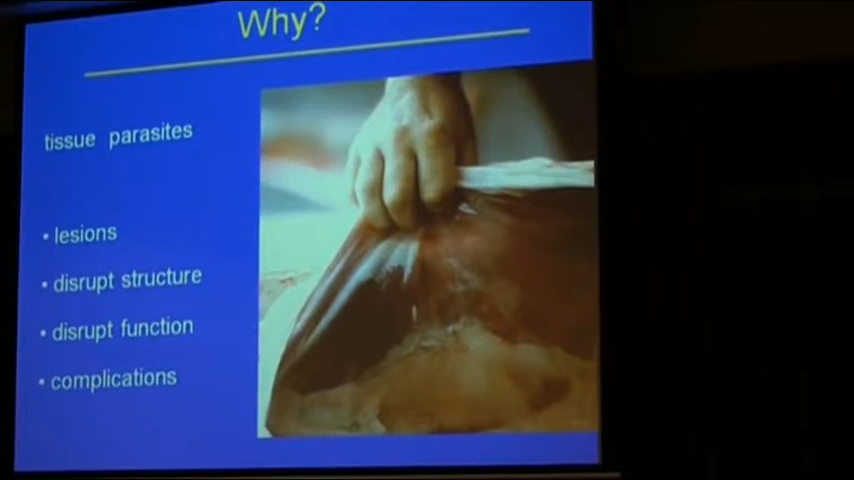 Why?
tissue parasites
• lesions
• disrupt structure
• disrupt function
• complications